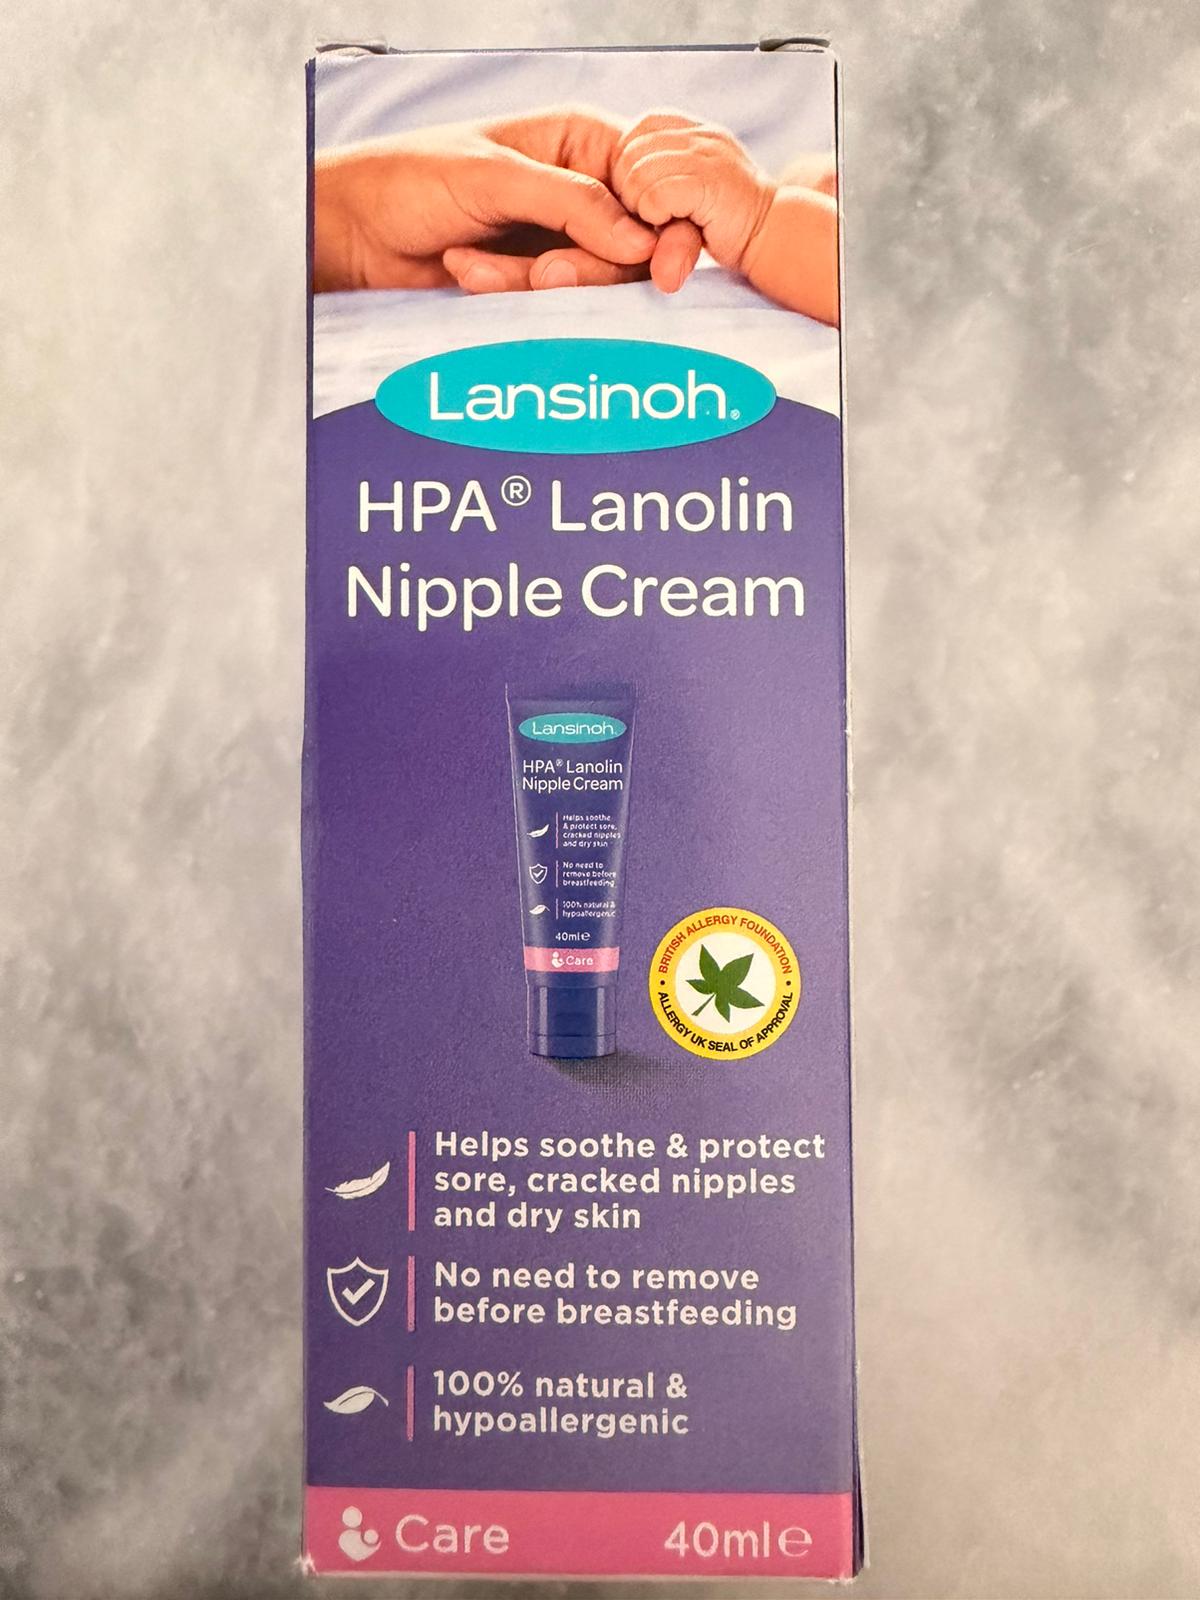 Lansinoh®
HPA® Lanolin
Nipple Cream
Lansinoh
HPA® Lanolin
Nipple Cream
Helps soothe
& protect sore,
cracked nipples
and dry skin
No need to
remove before
breastfeeding
100% natural &
hypoallergenic
40ml℮
Care
BRITISH ALLERGY FOUNDATION
ALLERGY UK SEAL OF APPROVAL
Helps soothe & protect
sore, cracked nipples
and dry skin
No need to remove
before breastfeeding
100% natural &
hypoallergenic
Care 40ml℮